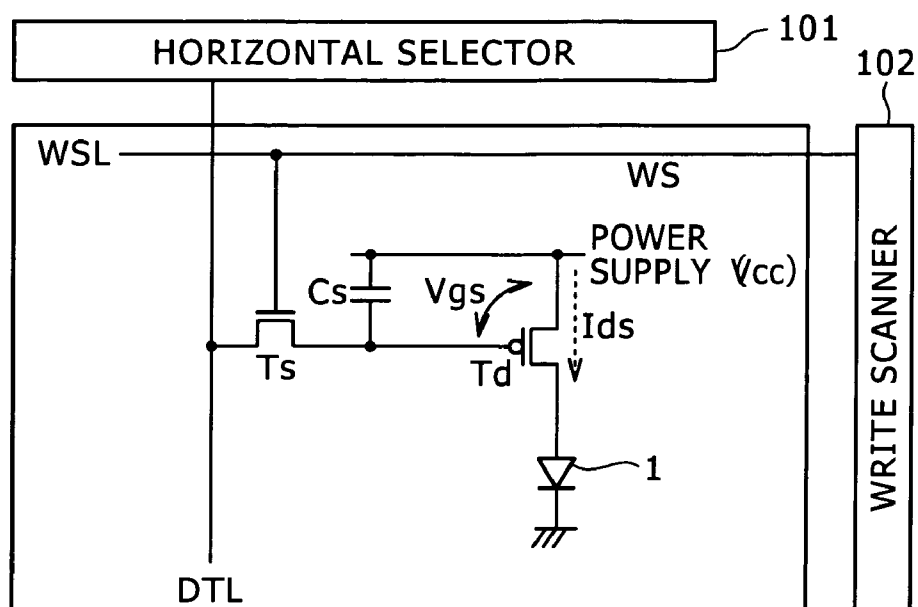 HORIZONTAL SELECTOR
101
102
WSL
WS
POWER
SUPPLY (Vcc)
Cs
Vgs
Ids
Ts
Td
1
WRITE SCANNER
DTL